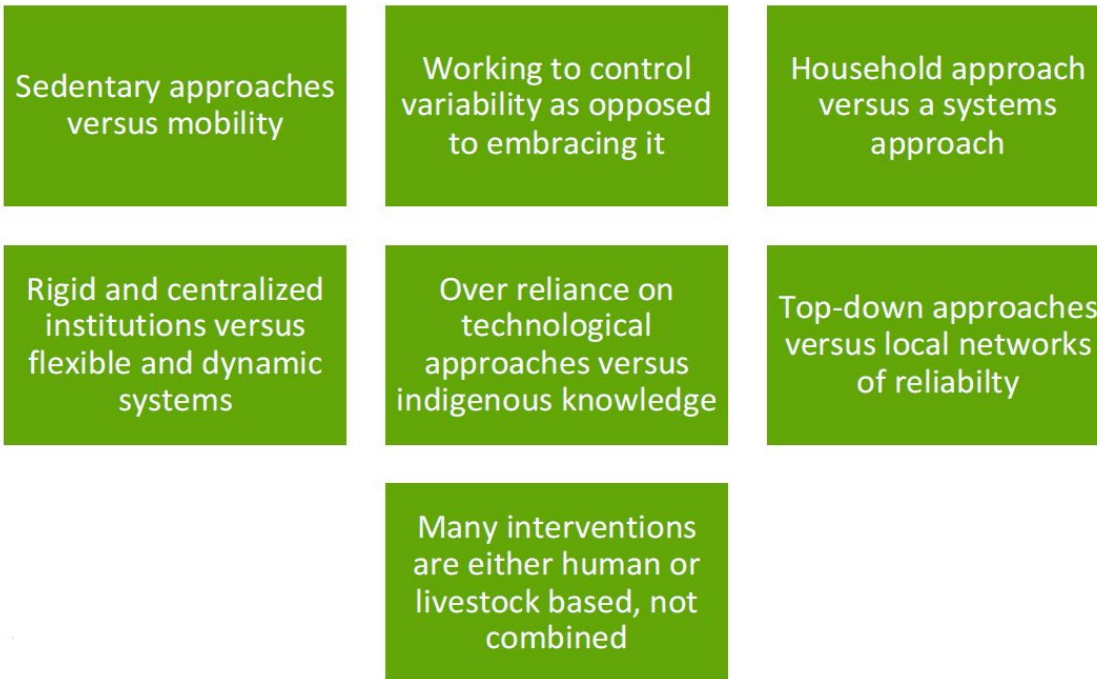 Sedentary approaches
versus mobility
Working to control
variability as opposed
to embracing it
Household approach
versus a systems
approach
Rigid and centralized
institutions versus
flexible and dynamic
systems
Over reliance on
technological
approaches versus
indigenous knowledge
Top-down approaches
versus local networks
of reliabilty
Many interventions
are either human or
livestock based, not
combined